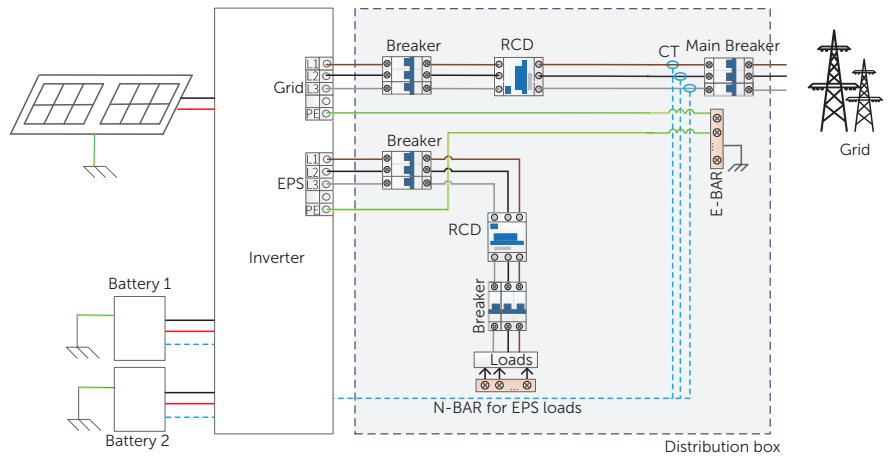 Breaker
RCD
CT
Main Breaker
Grid
L1
L2
L3
PE
Grid
Breaker
EPS
L1
L2
L3
PE
E-BAR
...
RCD
Inverter
Battery 1
Breaker
Loads
...
N-BAR for EPS loads
Battery 2
Distribution box